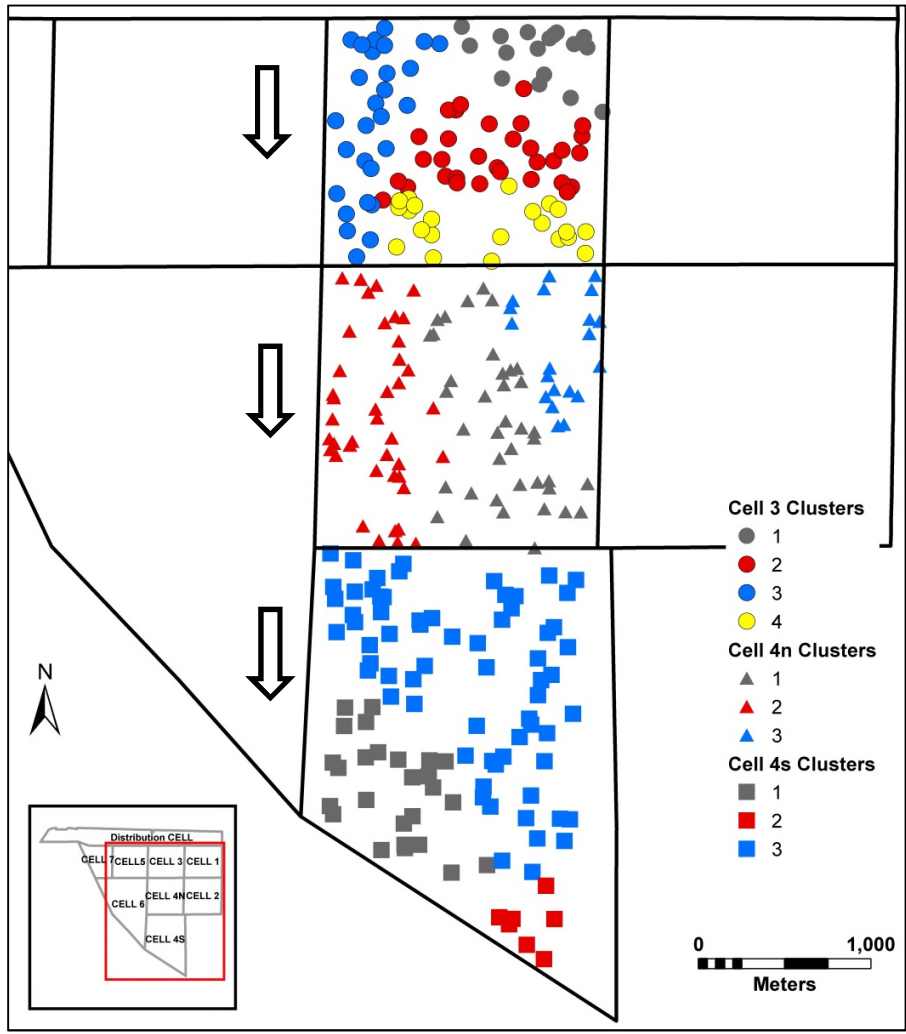 Cell 3 Clusters
1
2
3
4
Cell 4n Clusters
1
2
3
Cell 4s Clusters
1
2
3
N
Distribution CELL
CELL 7 CELL5 CELL 3 CELL 1
CELL 6 CELL 4N CELL 2
CELL 4S
0 1,000
Meters